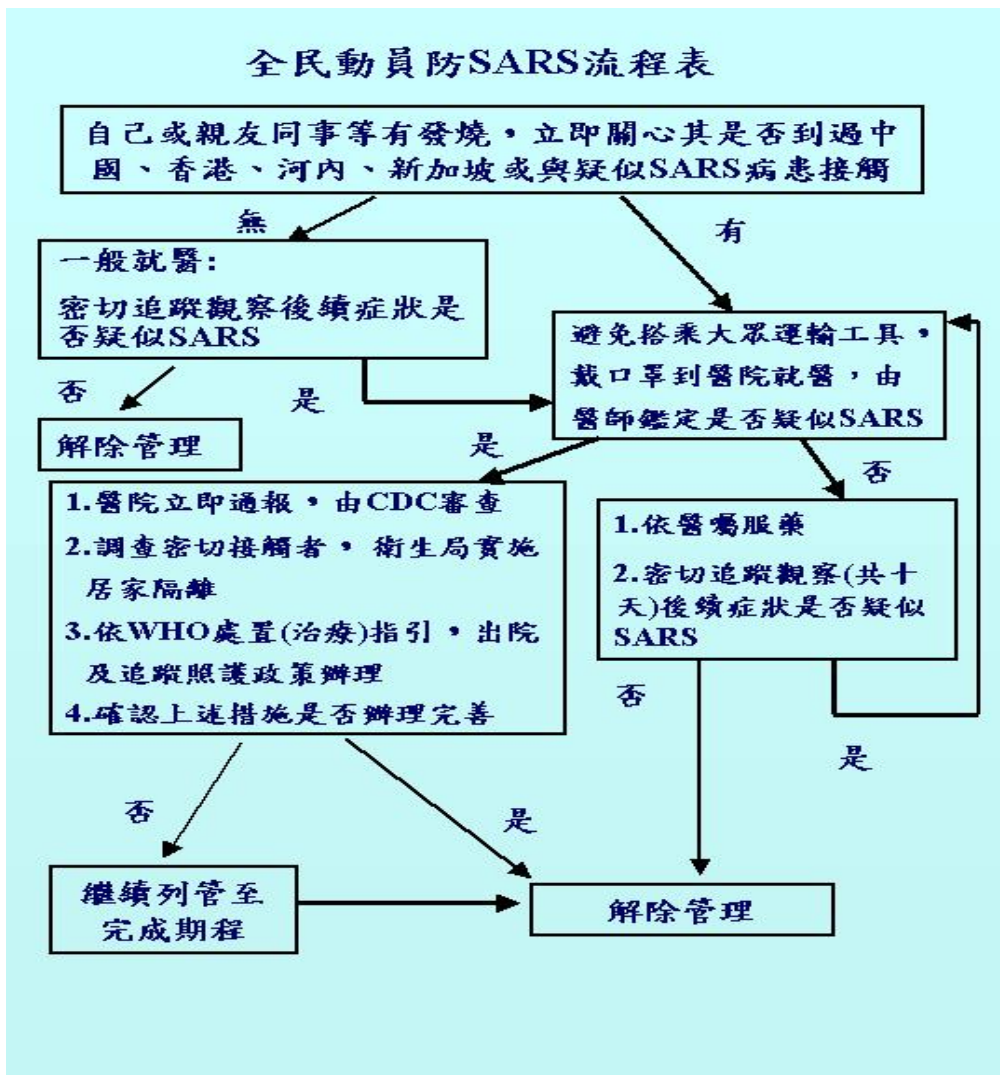 全民動員防SARS流程表
自己或親友同事等有發燒，立即關心其是否到過中
國、香港、河內、新加坡或與疑似SARS病患接觸
無
有
一般就醫:
密切追蹤觀察後續症狀是
否疑似SARS
避免搭乘大眾運輸工具，
戴口罩到醫院就醫，由
醫師鑑定是否疑似SARS
否
是
解除管理
是
否
1.醫院立即通報，由CDC審查
2.調查密切接觸者，衛生局實施
居家隔離
3.依WHO處置(治療)指引，出院
及追蹤照護政策辦理
4.確認上述措施是否辦理完善
1.依醫囑服藥
2.密切追蹤觀察(共十
天)後續症狀是否疑似
SARS
否
是
否
是
繼續列管至
完成期程
解除管理